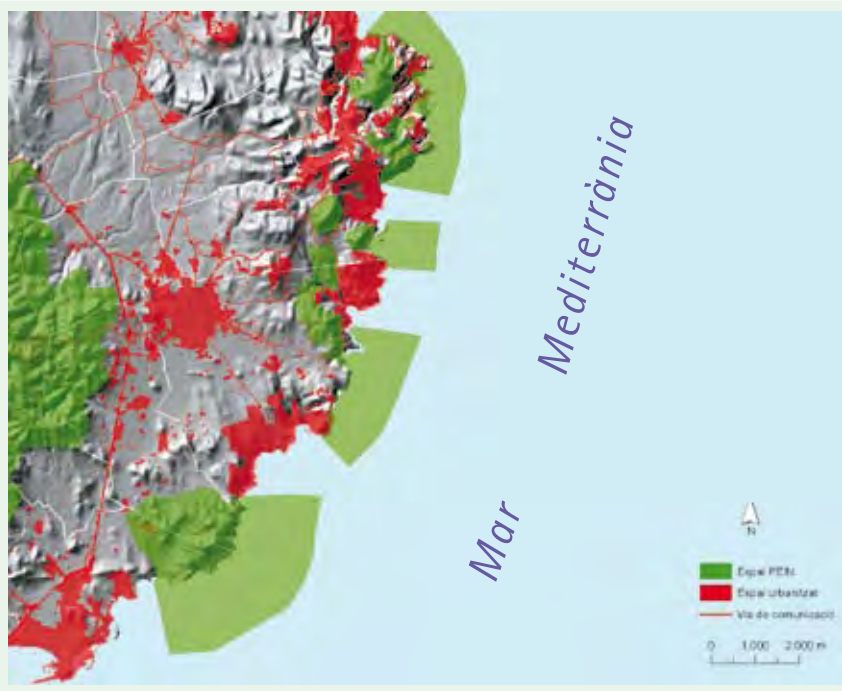 Mar Mediterrània
N
Espai PEIN
Espai urbanitzat
Via de comunicació
0 1.000 2.000 m